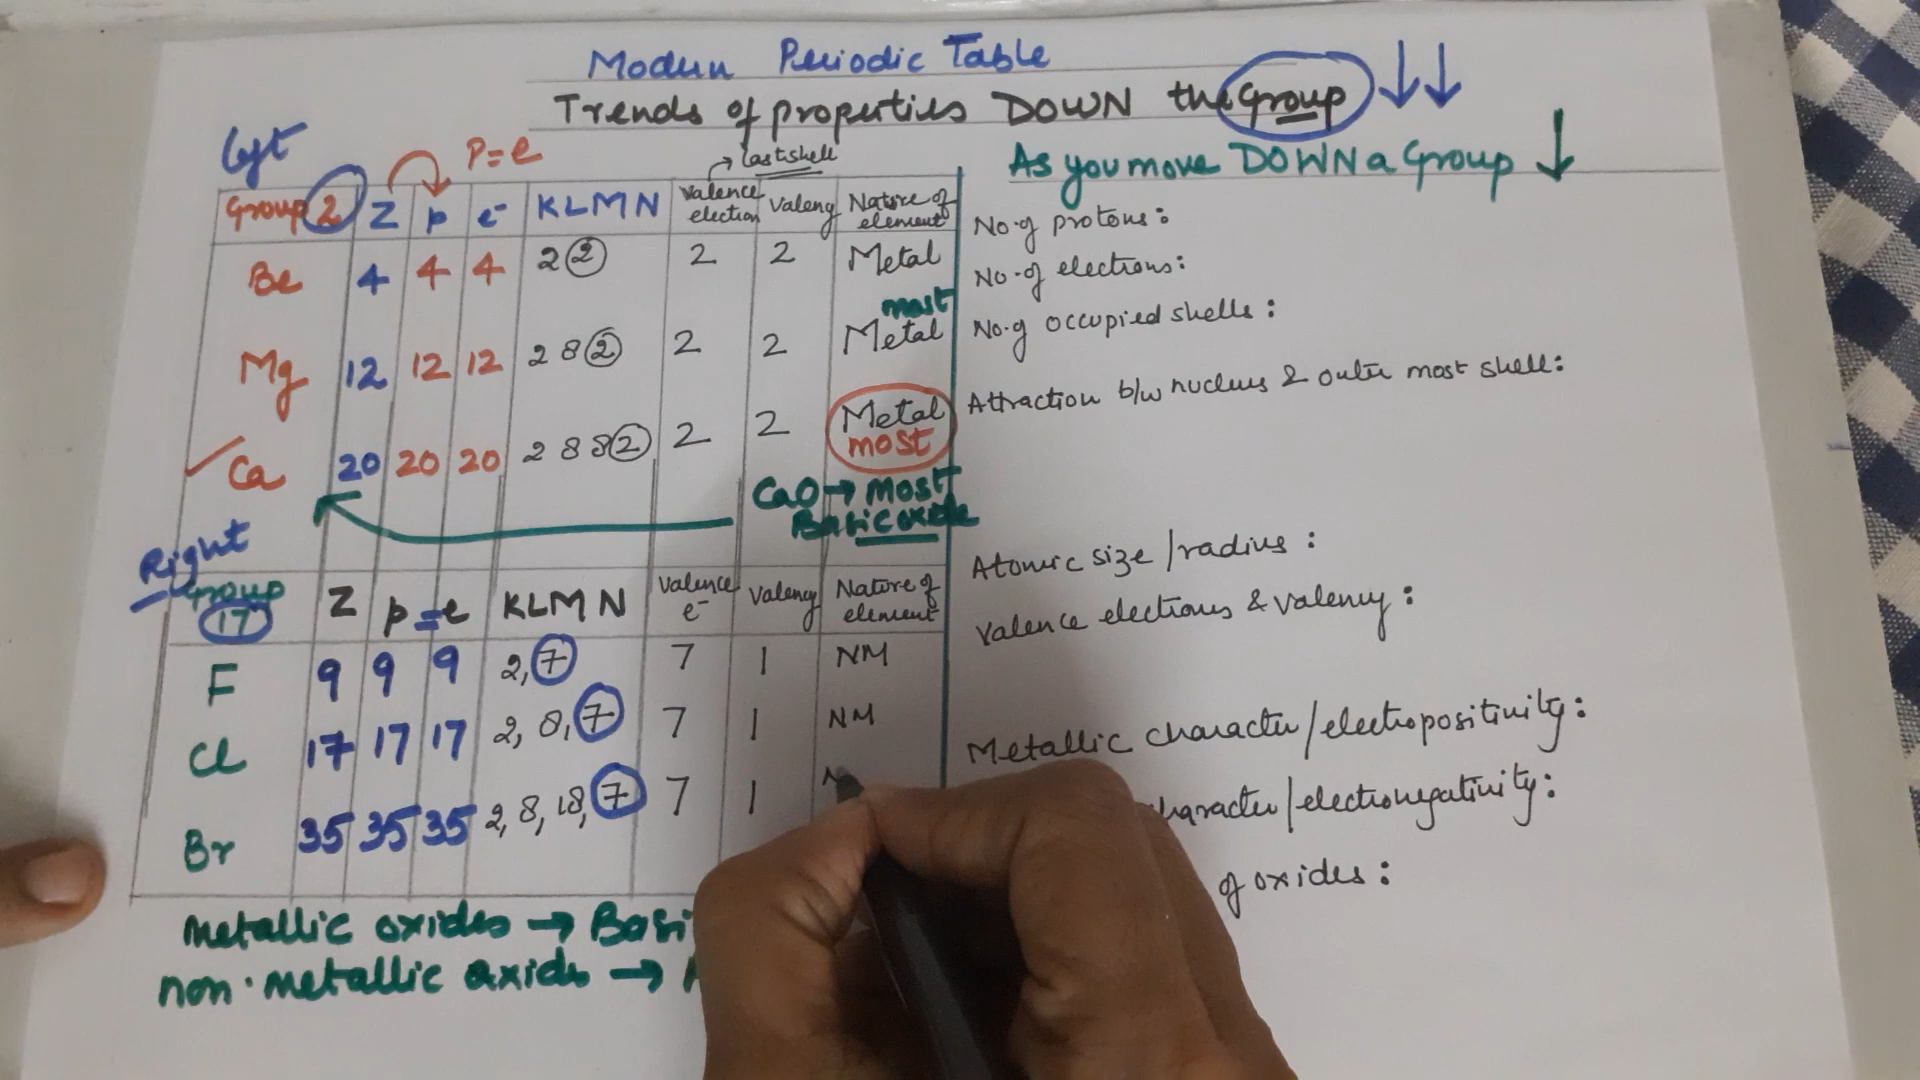 Modern Periodic Table
Trends of properties DOWN the Group
Left
P=e
→ last shell
As you move DOWN a Group
Group 2 Z p e⁻ K L M N Valence election Valency Nature of element
Be 4 4 4 2 2 2 2 Metal
most
Mg 12 12 12 2 8 2 2 2 Metal
Ca 20 20 20 2 8 8 2 2 2 Metal
most
CaO → most
Basic oxide
Right
Group 17 Z p = e K L M N Valence e⁻ Valency Nature of element
F 9 9 9 2, 7 7 1 NM
Cl 17 17 17 2, 8, 7 7 1 NM
Br 35 35 35 2, 8, 18, 7 7 1 N
Metallic oxides → Basi
non-metallic oxides → A
No. of protons:
No. of electrons:
No. of occupied shells:
Attraction b/w nucleus & outer most shell:
Atomic size/radius:
Valence electrons & valency:
Metallic character/electropositivity:
haracter/electronegativity:
of oxides: